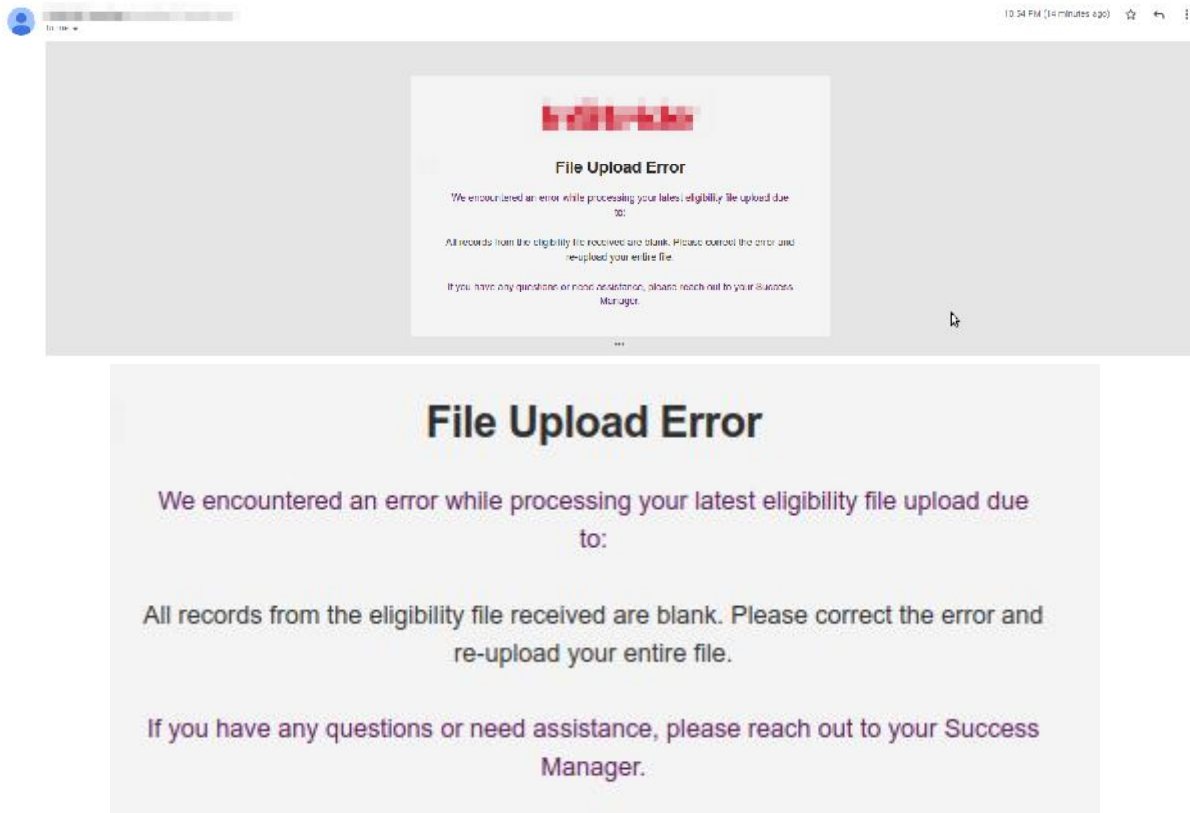 to me
10:54 PM (14 minutes ago)
File Upload Error
We encountered an error while processing your latest eligibility file upload due
to:
All records from the eligibility file received are blank. Please correct the error and
re-upload your entire file.
If you have any questions or need assistance, please reach out to your Success
Manager.
File Upload Error
We encountered an error while processing your latest eligibility file upload due
to:
All records from the eligibility file received are blank. Please correct the error and
re-upload your entire file.
If you have any questions or need assistance, please reach out to your Success
Manager.